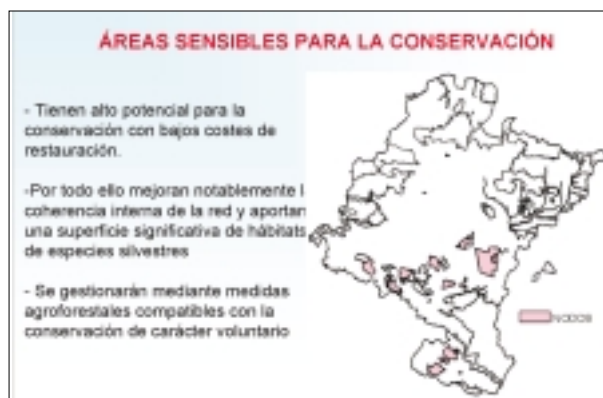 ÁREAS SENSIBLES PARA LA CONSERVACIÓN
- Tienen alto potencial para la
conservación con bajos costes de
restauración.
-Por todo ello mejoran notablemente l
coherencia interna de la red y aportan
una superficie significativa de hábitats
de especies silvestres
- Se gestionarán mediante medidas
agroforestales compatibles con la
conservación de carácter voluntario
NODOS